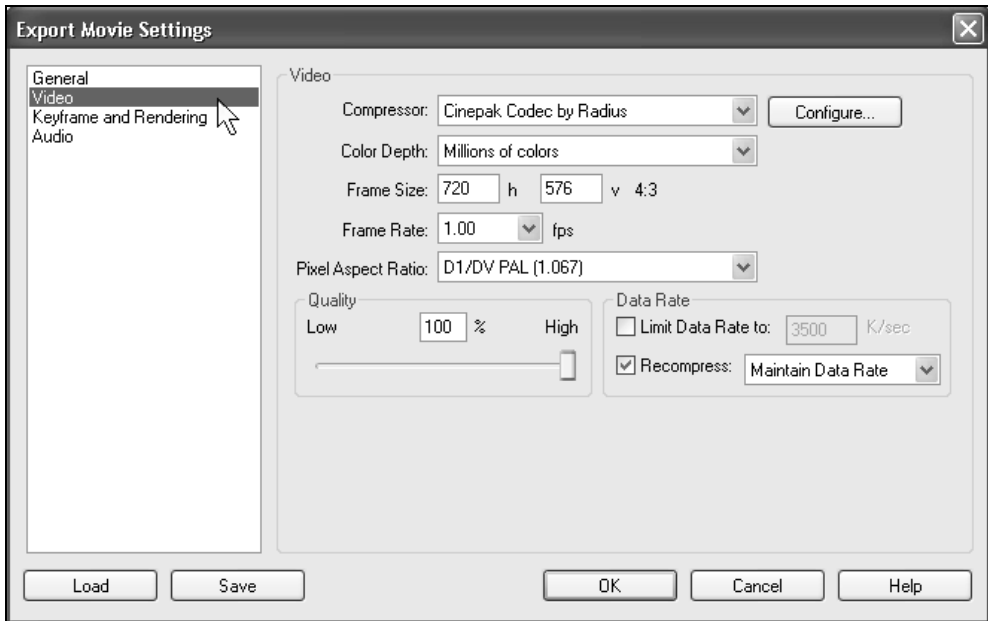 Export Movie Settings
General
Video
Keyframe and Rendering
Audio
Video
Compressor: Cinepak Codec by Radius Configure...
Color Depth: Millions of colors
Frame Size: 720 h 576 v 4:3
Frame Rate: 1.00 fps
Pixel Aspect Ratio: D1/DV PAL (1.067)
Quality
Low 100 % High
Data Rate
Limit Data Rate to: 3500 K/sec
Recompress: Maintain Data Rate
Load Save OK Cancel Help